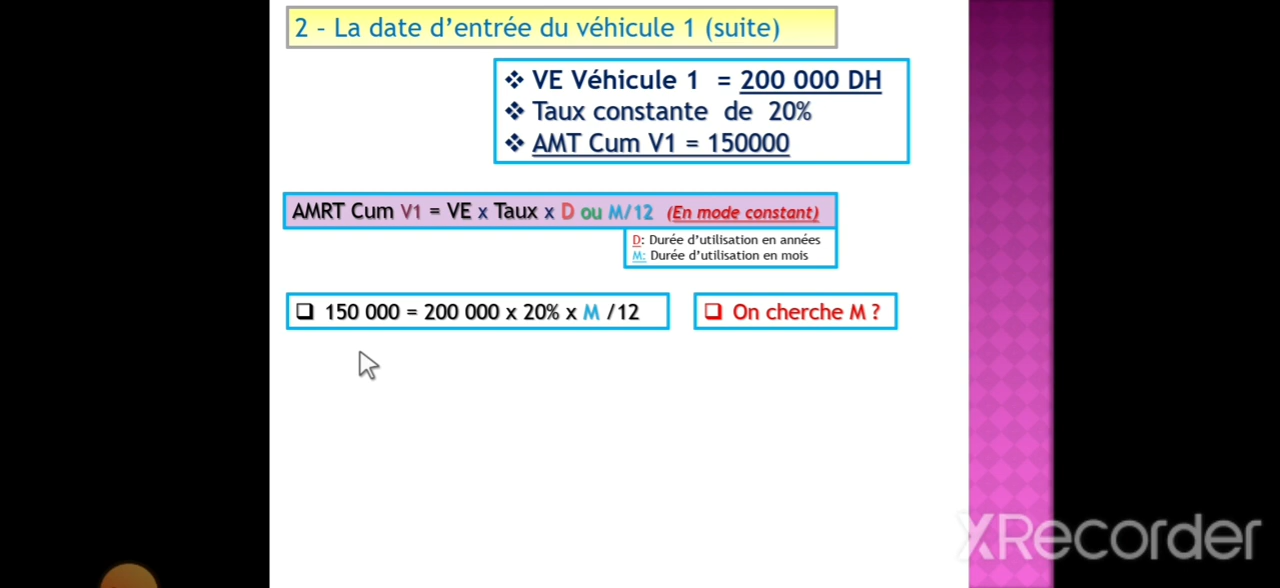 2 - La date d'entrée du véhicule 1 (suite)
❖ VE Véhicule 1 = 200 000 DH
❖ Taux constante de 20%
❖ AMT Cum V1 = 150000
AMRT Cum V1 = VE x Taux x D ou M/12 (En mode constant)
D: Durée d'utilisation en années
M: Durée d'utilisation en mois
❑ 150 000 = 200 000 x 20% x M /12
❑ On cherche M ?
XRecorder